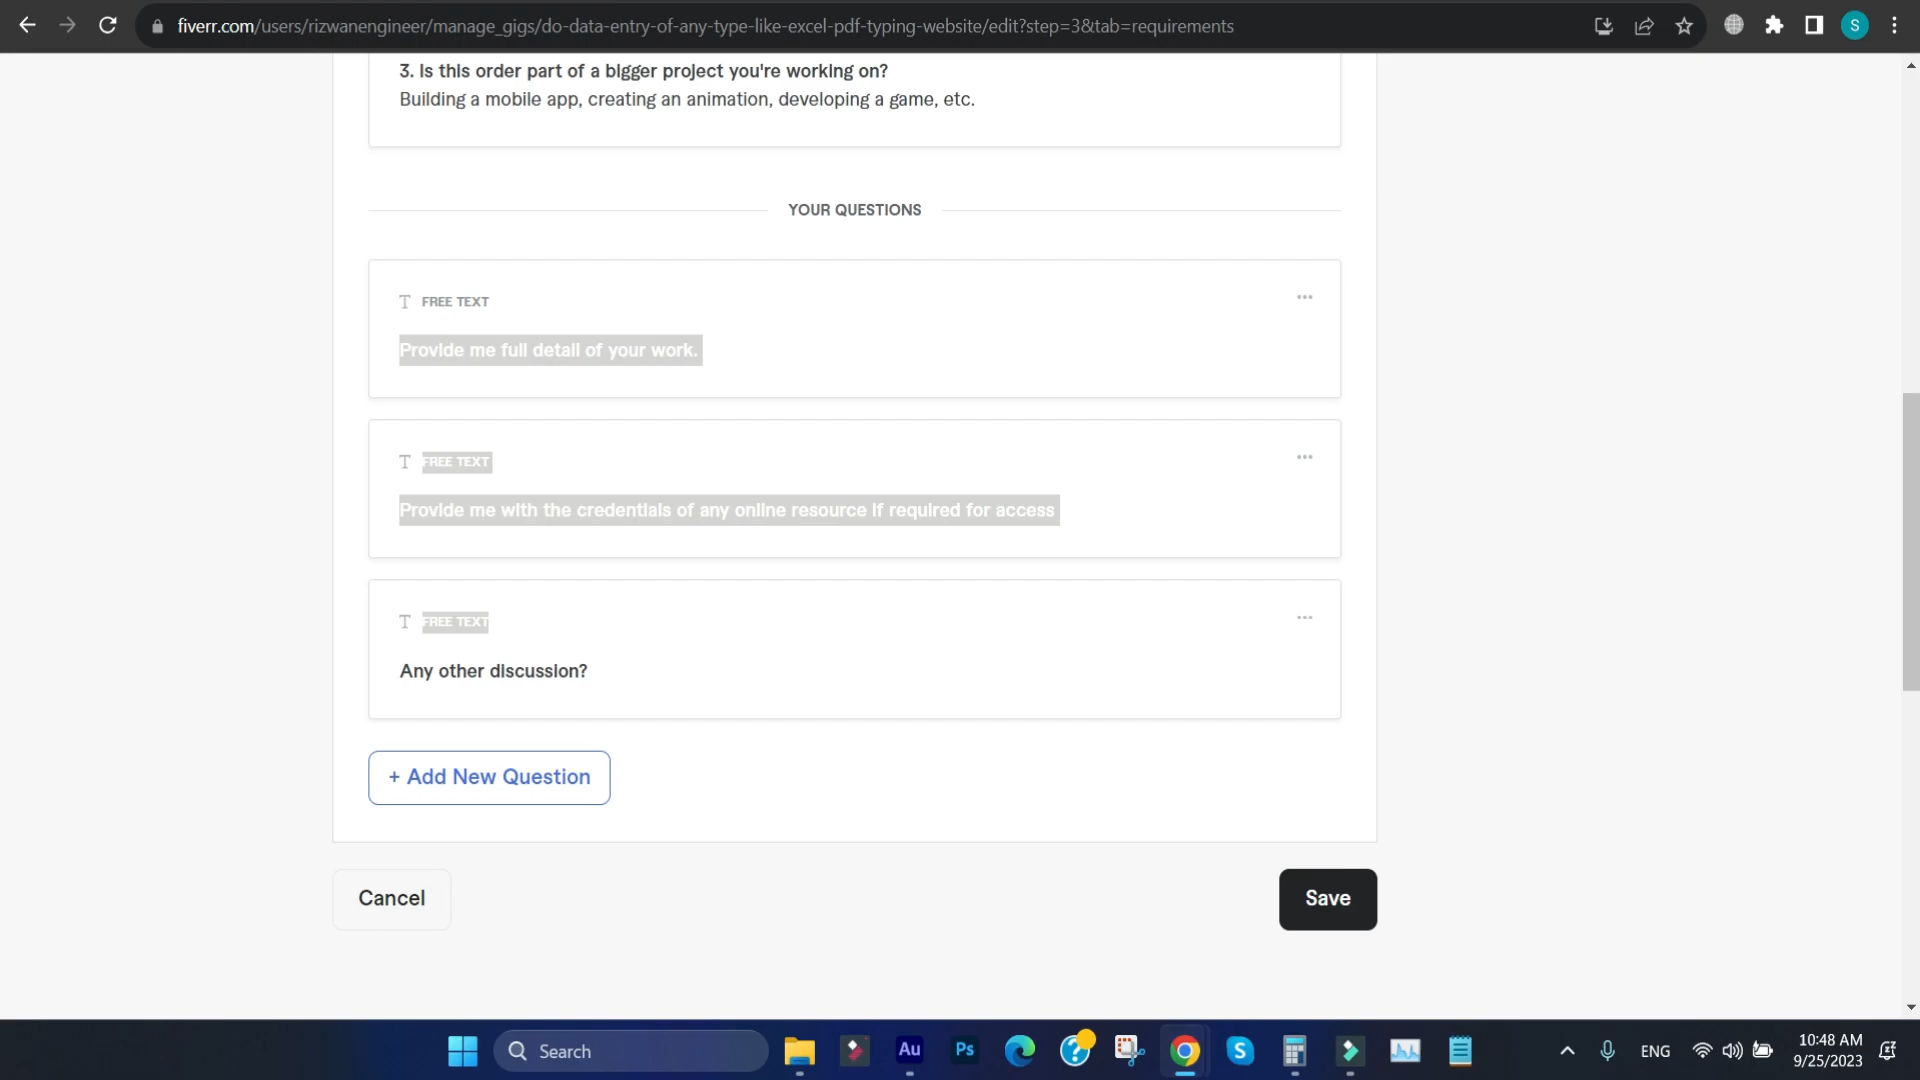 fiverr.com/users/rizwanengineer/manage_gigs/do-data-entry-of-any-type-like-excel-pdf-typing-website/edit?step=3&tab=requirements
S
3. Is this order part of a bigger project you're working on?
Building a mobile app, creating an animation, developing a game, etc.
YOUR QUESTIONS
T FREE TEXT
Provide me full detail of your work.
T FREE TEXT
Provide me with the credentials of any online resource if required for access
T FREE TEXT
Any other discussion?
+ Add New Question
Cancel
Save
Search
Au
Ps
S
ENG
10:48 AM
9/25/2023